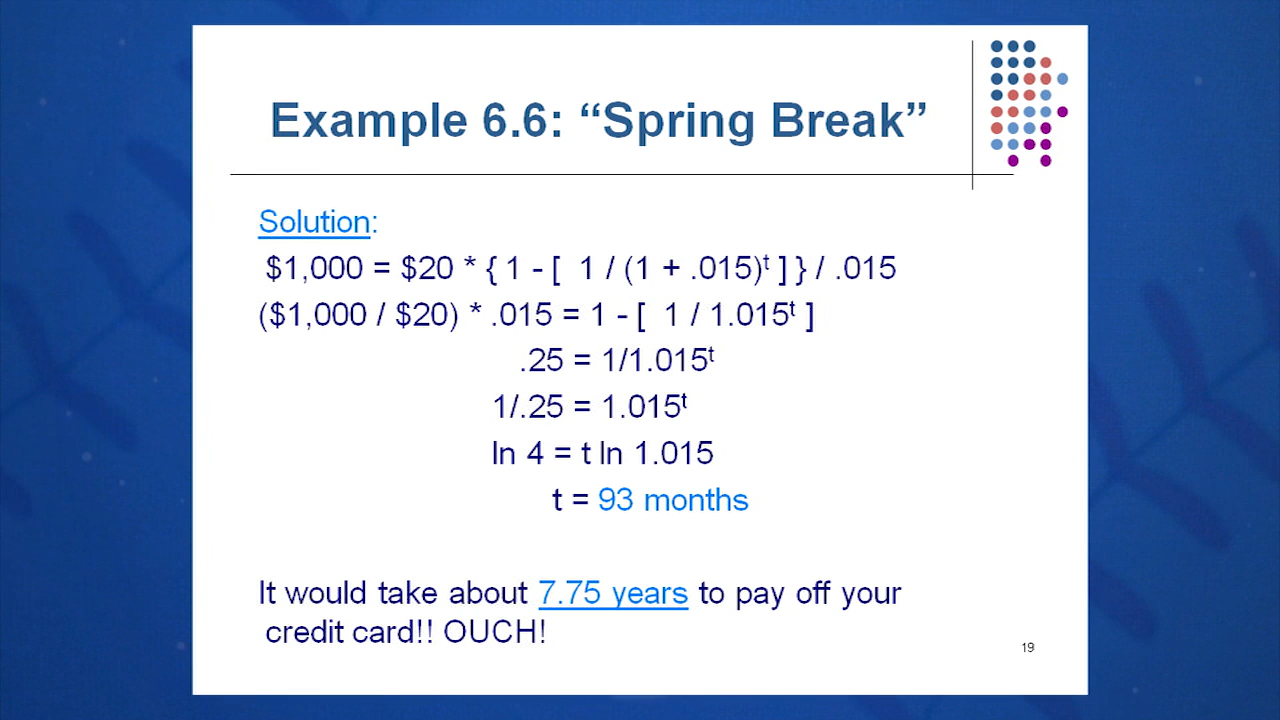 Example 6.6: “Spring Break”
Solution:
$1,000 = $20 * { 1 - [ 1 / (1 + .015)ᵗ ] } / .015
($1,000 / $20) * .015 = 1 - [ 1 / 1.015ᵗ ]
.25 = 1/1.015ᵗ
1/.25 = 1.015ᵗ
ln 4 = t ln 1.015
t = 93 months
It would take about 7.75 years to pay off your
credit card!! OUCH!
19